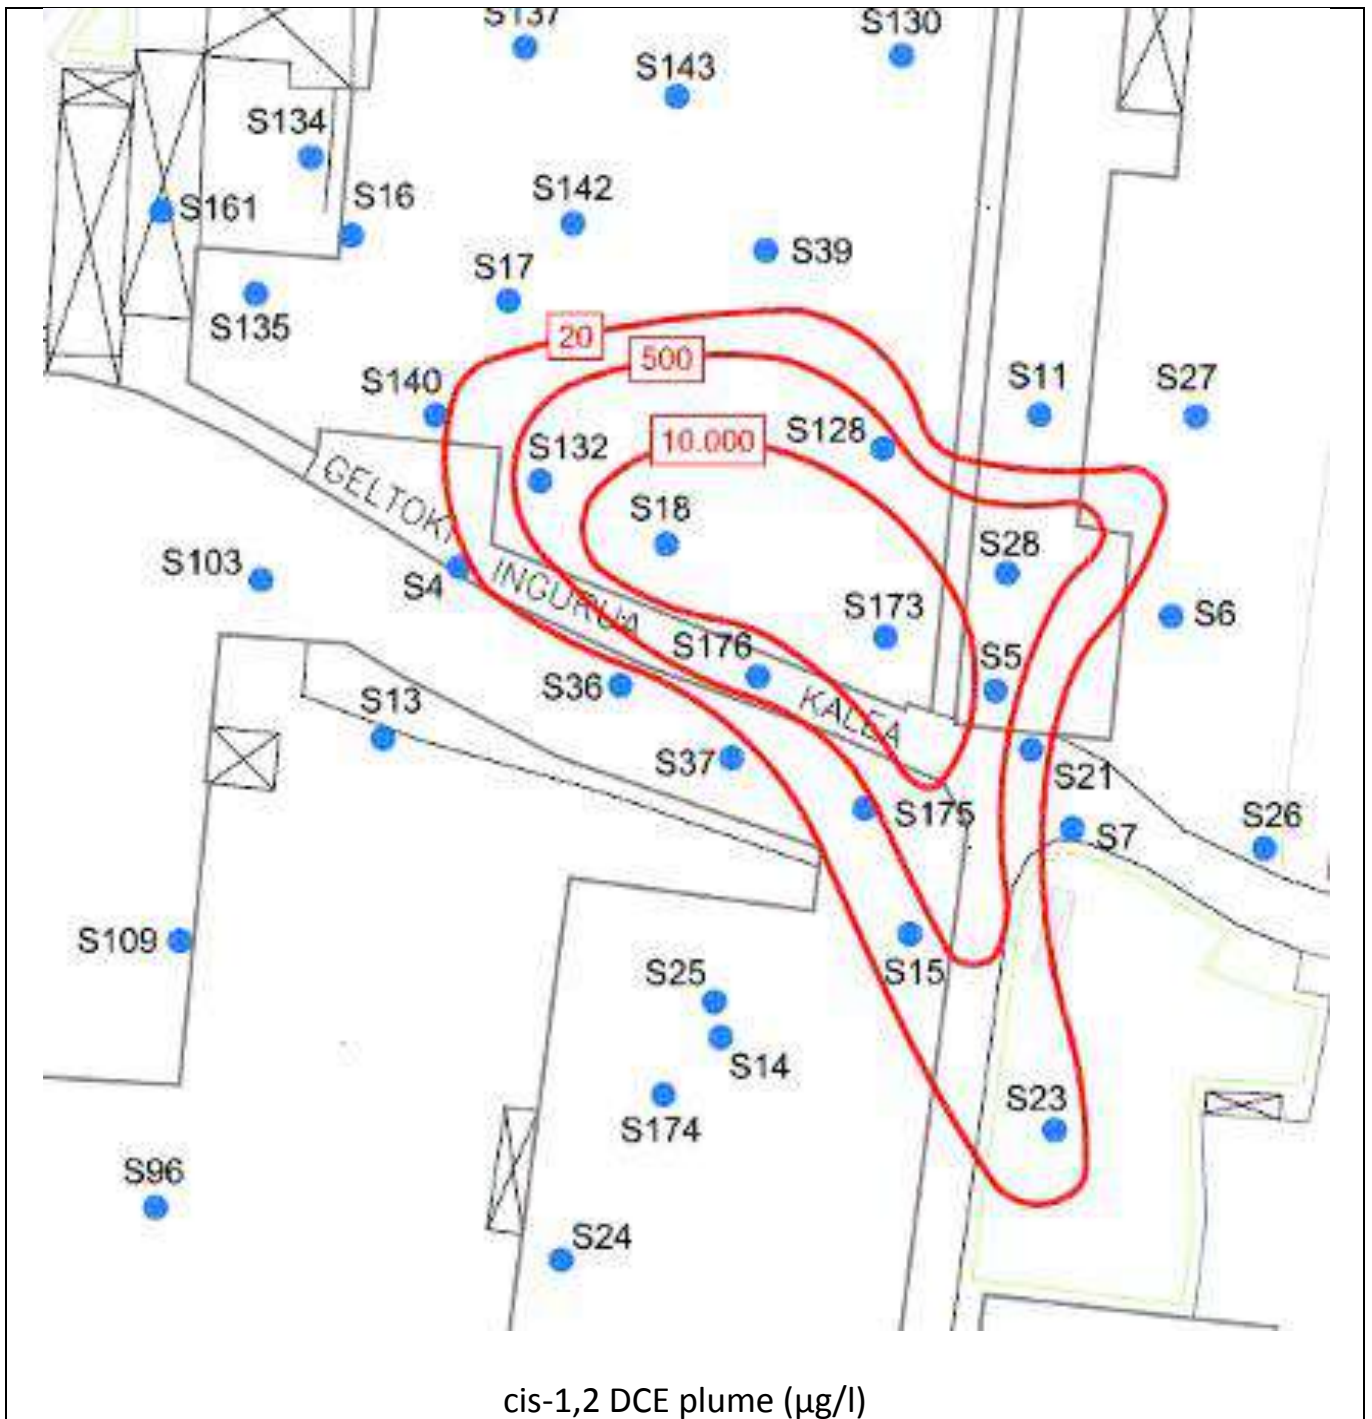 S137
S130
S143
S134
S161
S16
S142
S39
S17
S135
20
500
S140
S11
S27
S128
10.000
S132
GELTOKI
S18
S28
S103
S4
INGURUA
S173
S6
S176
S5
S36
S13
KALEA
S37
S21
S175
S7
S26
S109
S15
S25
S14
S23
S174
S96
S24
cis-1,2 DCE plume (µg/l)